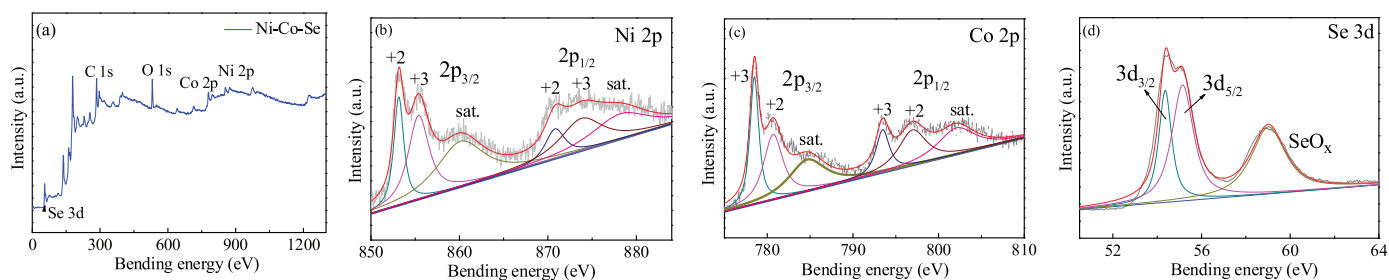 (a)
Ni-Co-Se
C 1s
O 1s
Co 2p
Ni 2p
Se 3d
Intensity (a.u.)
0 300 600 900 1200
Bending energy (eV)
(b)
Ni 2p
+2
+3
2p3/2
sat.
2p1/2
+2
+3
sat.
Intensity (a.u.)
850 860 870 880
Bending energy (eV)
(c)
Co 2p
+3
+2
2p3/2
sat.
2p1/2
+3
+2
sat.
Intensity (a.u.)
780 790 800 810
Bending energy (eV)
(d)
Se 3d
3d3/2
3d5/2
SeOx
Intensity (a.u.)
52 56 60 64
Bending energy (eV)